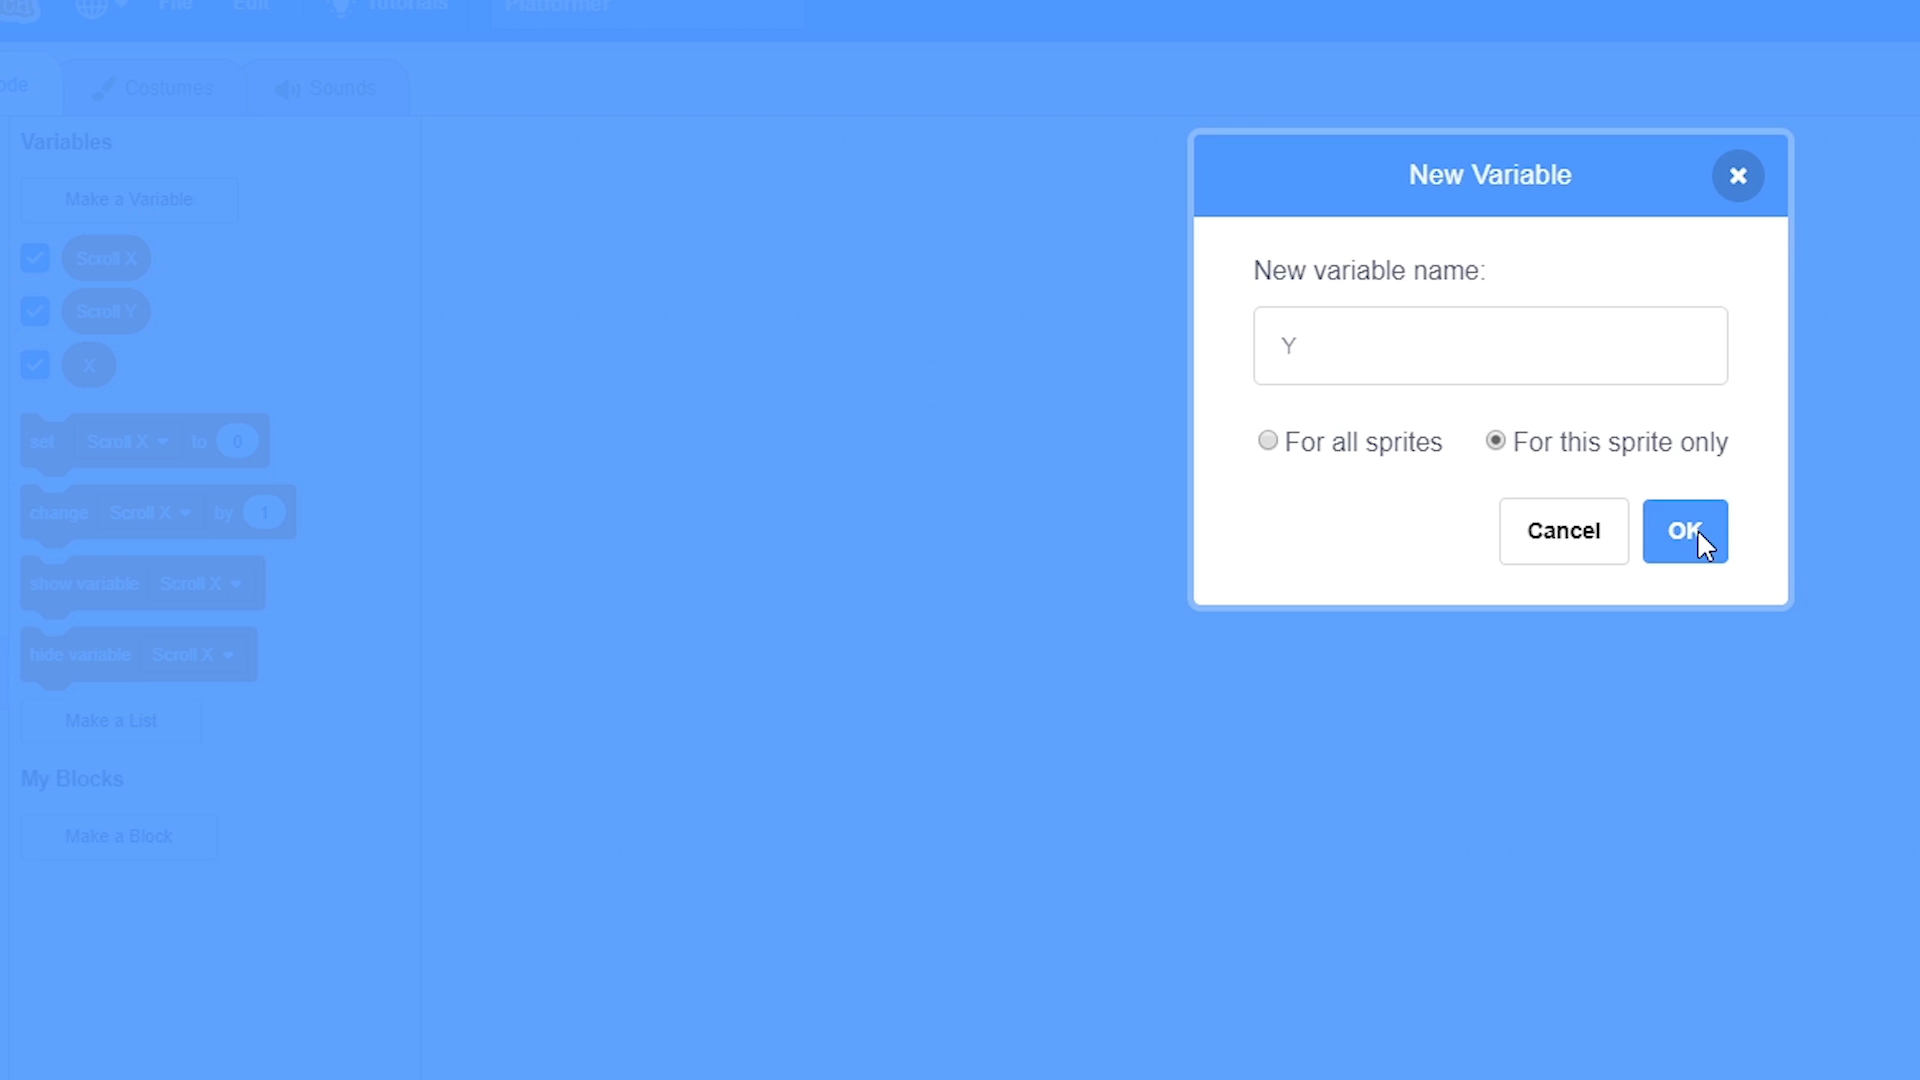 File Edit Tutorials Platformer
Costumes Sounds
Variables
Make a Variable
Scroll X
Scroll Y
X
set Scroll X to 0
change Scroll X by 1
show variable Scroll X
hide variable Scroll X
Make a List
My Blocks
Make a Block
New Variable
New variable name:
Y
For all sprites For this sprite only
Cancel OK